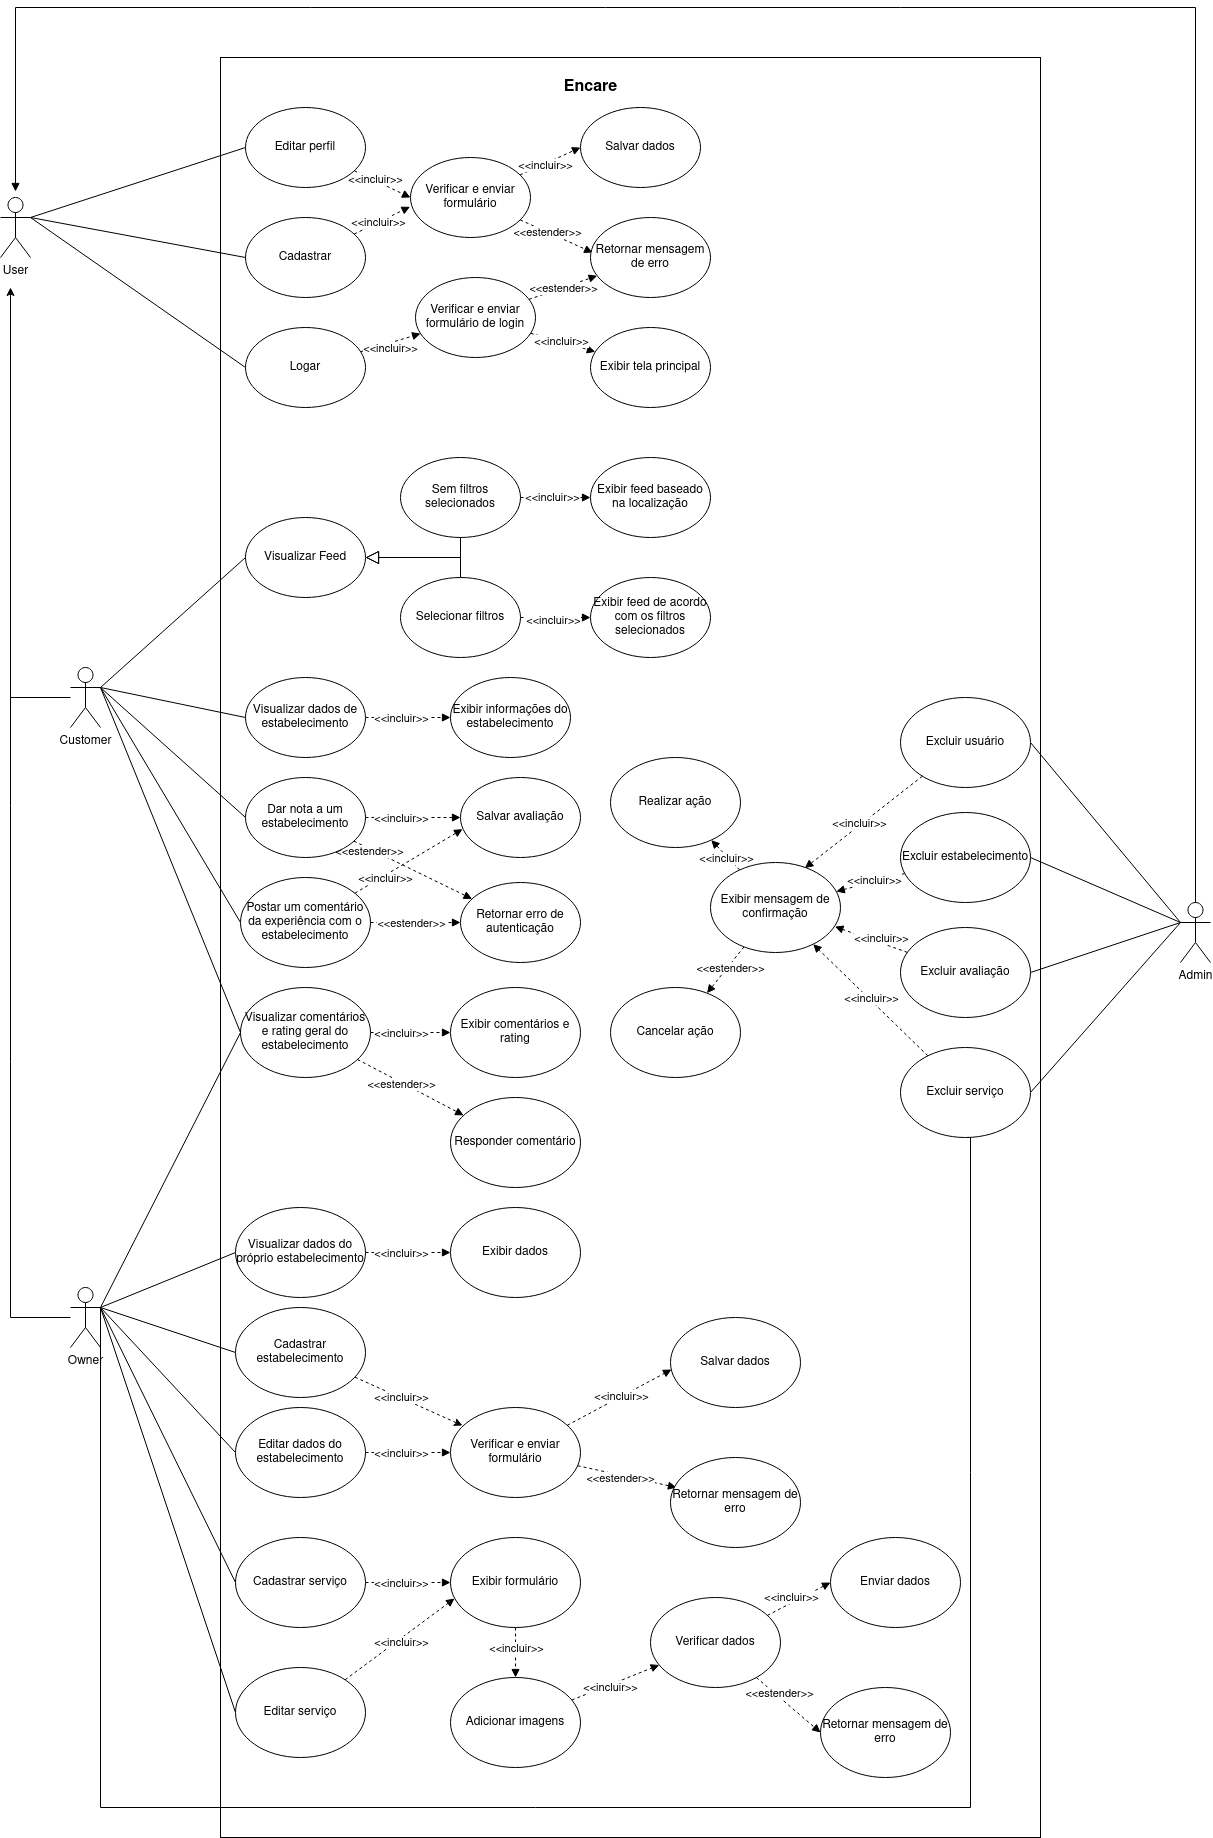 Encare
Editar perfil
Salvar dados
<<incluir>>
<<incluir>>
Verificar e enviar
formulário
<<incluir>>
<<estender>>
Cadastrar
Retornar mensagem
de erro
User
<<estender>>
Verificar e enviar
formulário de login
<<incluir>>
<<incluir>>
Logar
Exibir tela principal
Sem filtros
selecionados
<<incluir>>
Exibir feed baseado
na localização
Visualizar Feed
Selecionar filtros
<<incluir>>
Exibir feed de acordo
com os filtros
selecionados
Customer
Visualizar dados de
estabelecimento
<<incluir>>
Exibir informações do
estabelecimento
Excluir usuário
Dar nota a um
estabelecimento
<<incluir>>
Salvar avaliação
Realizar ação
<<incluir>>
<<estender>>
<<incluir>>
<<incluir>>
Excluir estabelecimento
<<incluir>>
Postar um comentário
da experiência com o
estabelecimento
<<estender>>
Retornar erro de
autenticação
Exibir mensagem de
confirmação
<<incluir>>
Excluir avaliação
Admin
<<estender>>
<<incluir>>
Visualizar comentários
e rating geral do
estabelecimento
<<incluir>>
Exibir comentários e
rating
Cancelar ação
<<estender>>
Excluir serviço
Responder comentário
Visualizar dados do
próprio estabelecimento
<<incluir>>
Exibir dados
Owner
Cadastrar
estabelecimento
Salvar dados
<<incluir>>
<<incluir>>
Editar dados do
estabelecimento
<<incluir>>
Verificar e enviar
formulário
<<estender>>
Retornar mensagem de
erro
Cadastrar serviço
<<incluir>>
Exibir formulário
Enviar dados
<<incluir>>
<<incluir>>
<<incluir>>
Verificar dados
<<incluir>>
<<estender>>
Editar serviço
Adicionar imagens
Retornar mensagem de
erro